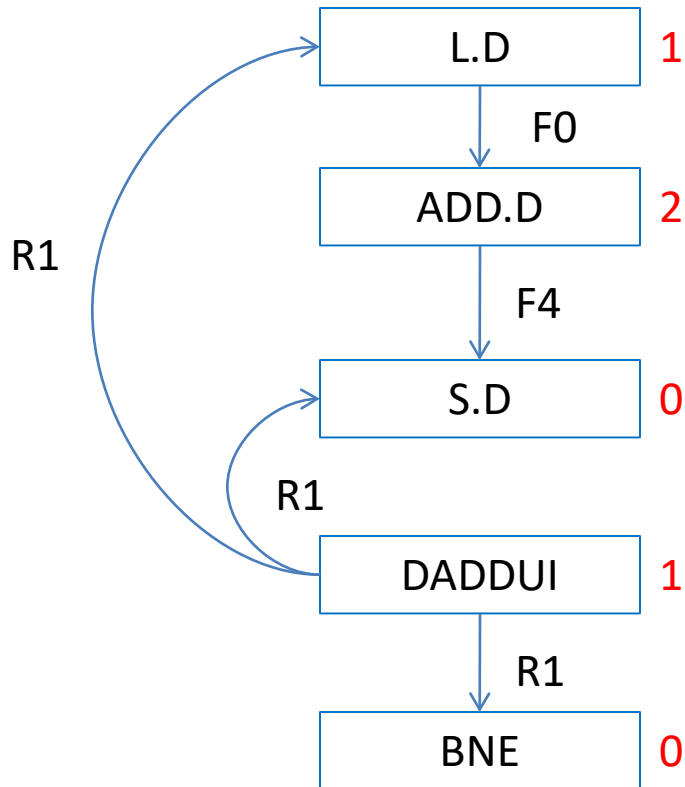 L.D 1
F0
ADD.D 2
R1
F4
S.D 0
R1
DADDUI 1
R1
BNE 0